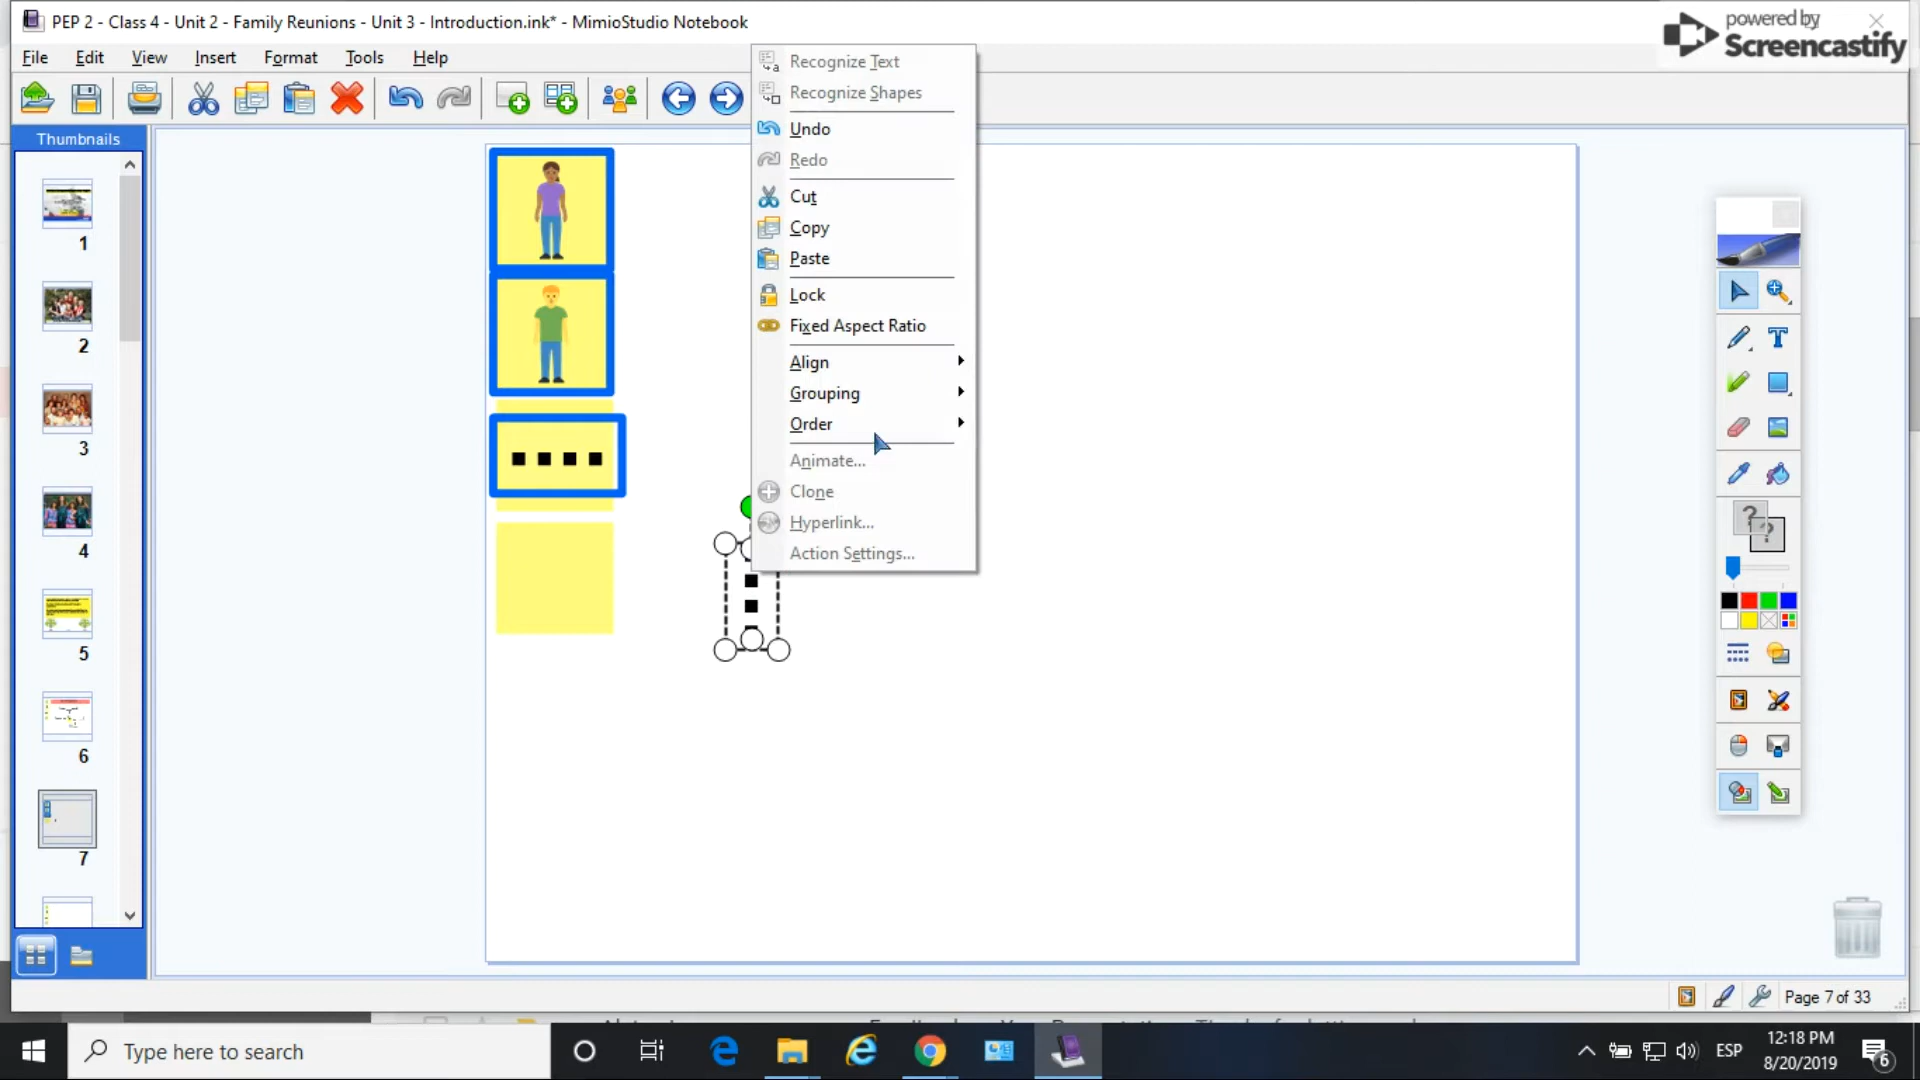 PEP 2 - Class 4 - Unit 2 - Family Reunions - Unit 3 - Introduction.ink* - MimioStudio Notebook
powered by
Screencastify
File Edit View Insert Format Tools Help
Thumbnails
1
2
3
4
5
6
7
Recognize Text
Recognize Shapes
Undo
Redo
Cut
Copy
Paste
Lock
Fixed Aspect Ratio
Align
Grouping
Order
Animate...
Clone
Hyperlink...
Action Settings...
T
? ?
Page 7 of 33
Type here to search
ESP
12:18 PM
8/20/2019
6